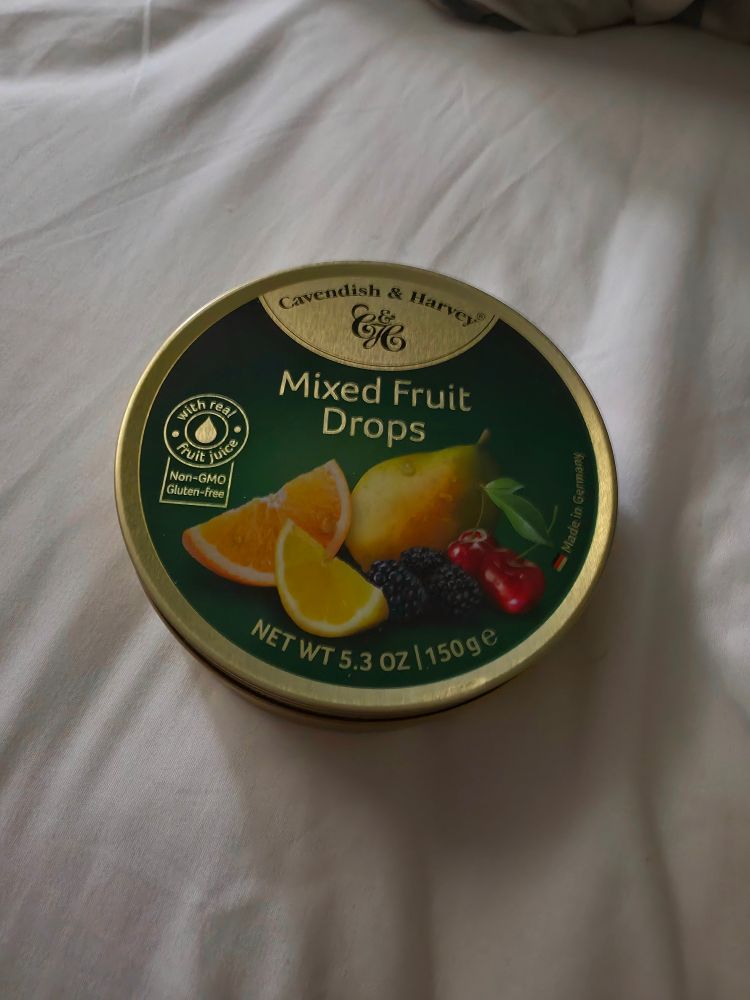 Cavendish & Harvey®
C&H
Mixed Fruit
Drops
with real
fruit juice
Non-GMO
Gluten-free
Made in Germany
NET WT 5.3 OZ | 150g e